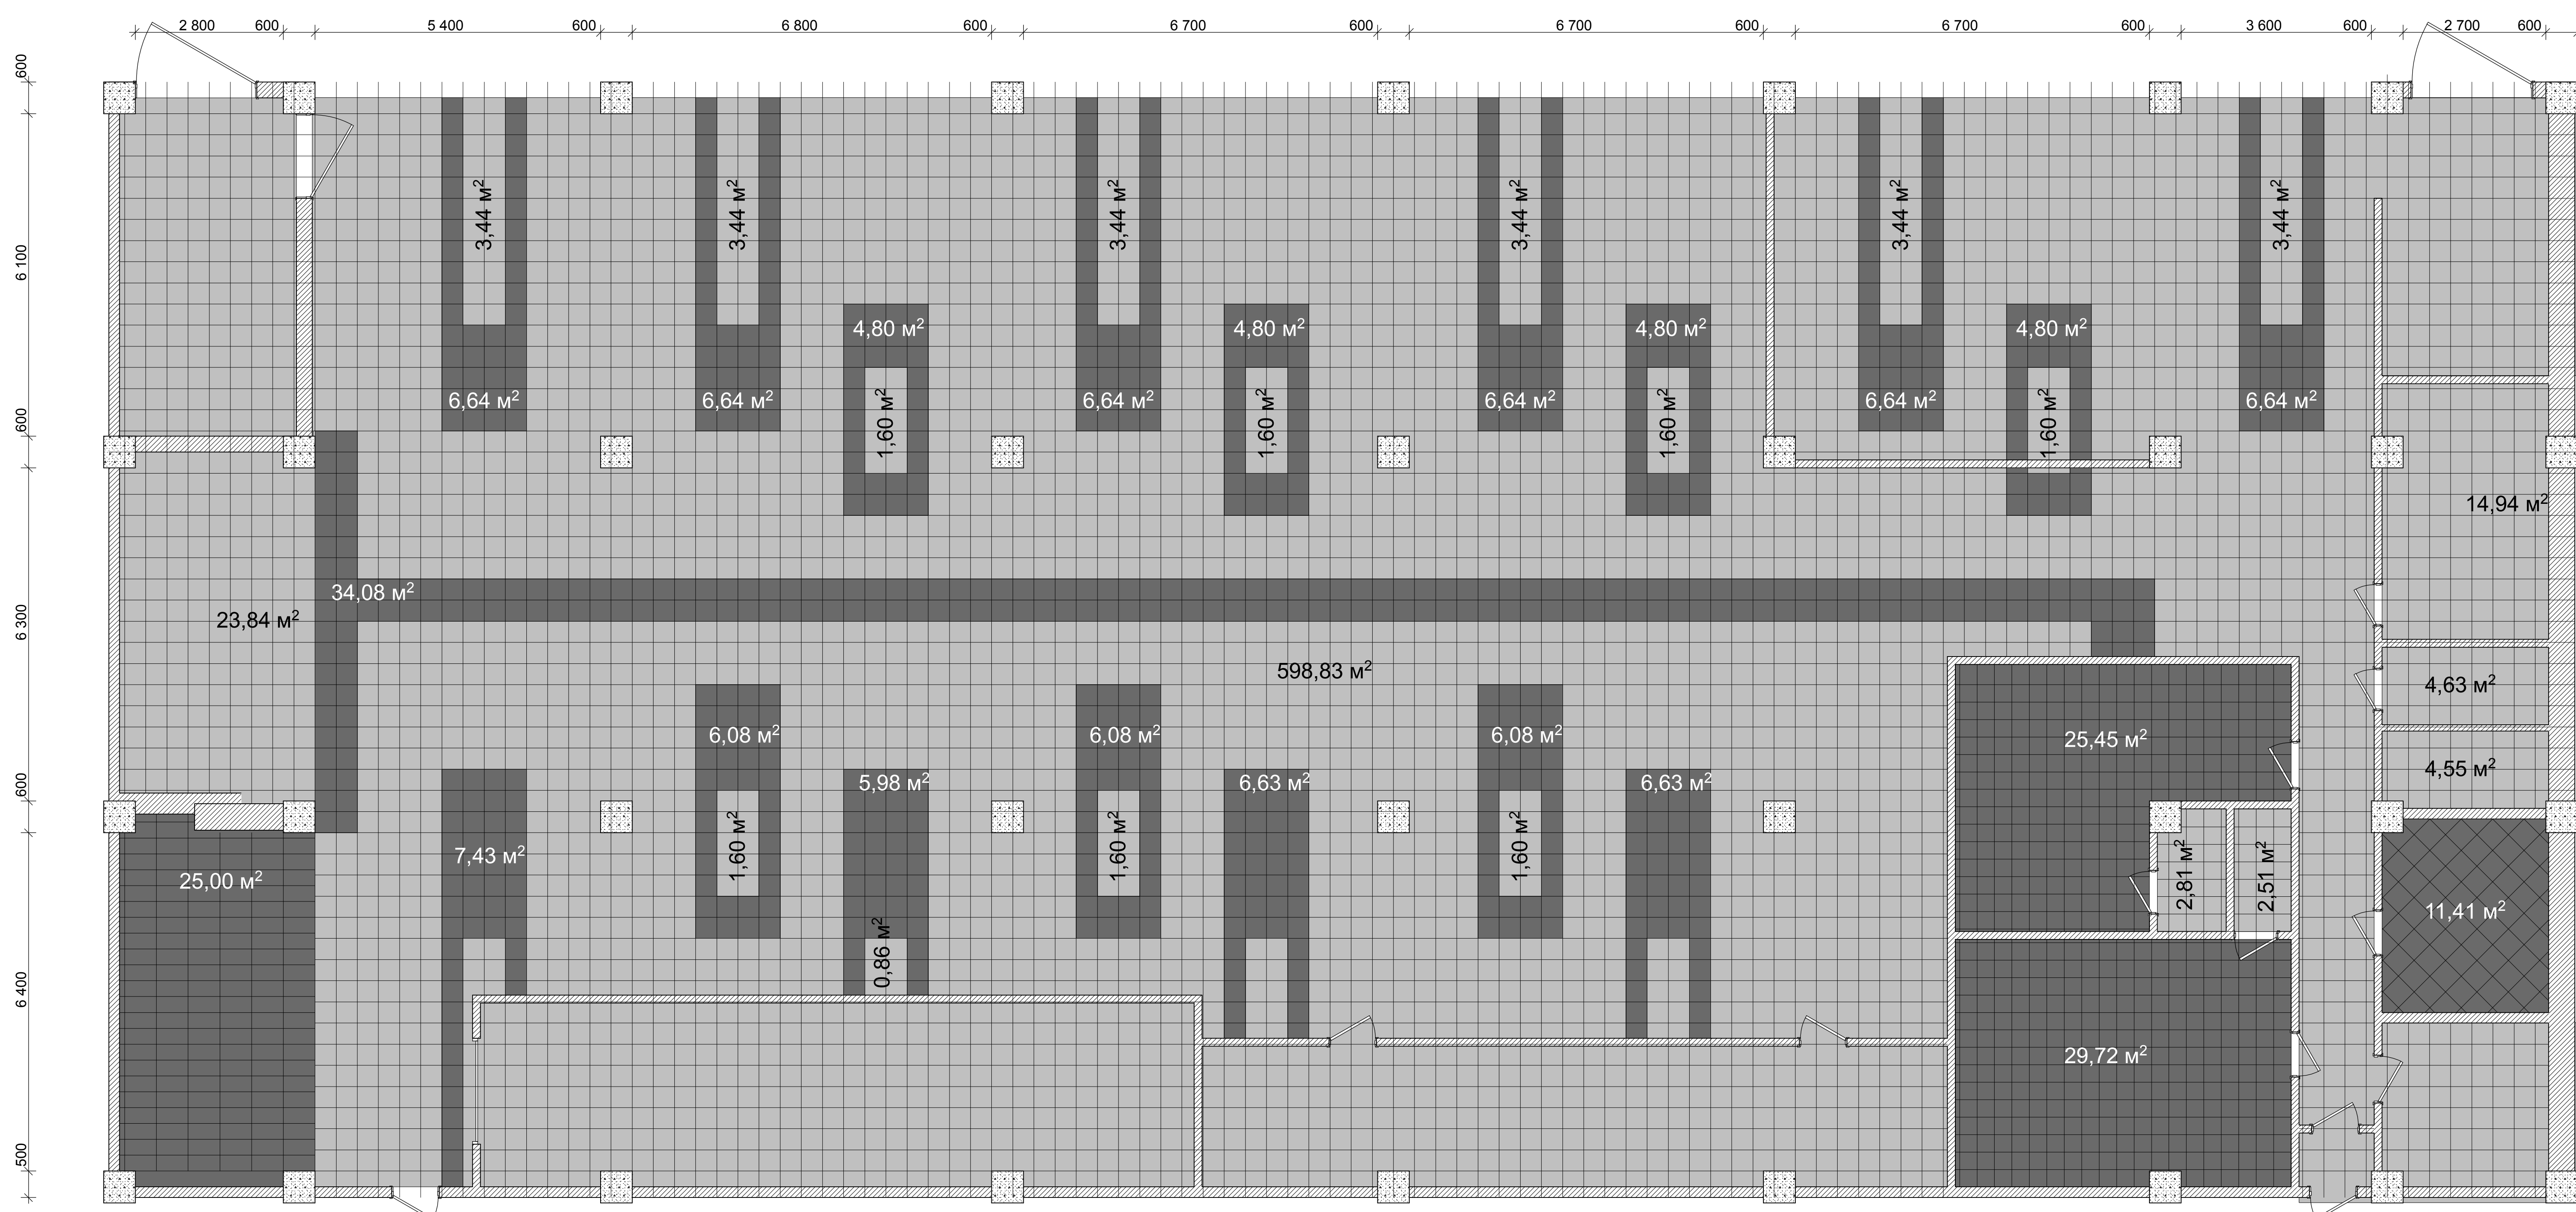 2 800 600 5 400 600 6 800 600 6 700 600 6 700 600 6 700 600 3 600 600 2 700 600
600
6 100
600
6 300
600
6 400
500
3,44 м² 3,44 м² 3,44 м² 3,44 м² 3,44 м² 3,44 м²
4,80 м² 4,80 м² 4,80 м² 4,80 м²
6,64 м² 6,64 м² 6,64 м² 6,64 м² 6,64 м² 6,64 м²
1,60 м² 1,60 м² 1,60 м² 1,60 м²
14,94 м²
34,08 м²
23,84 м²
598,83 м²
4,63 м²
6,08 м² 6,08 м² 6,08 м² 25,45 м²
4,55 м²
5,98 м² 6,63 м² 6,63 м²
7,43 м² 1,60 м² 1,60 м² 1,60 м²
25,00 м² 2,81 м² 2,51 м²
11,41 м²
0,86 м²
29,72 м²